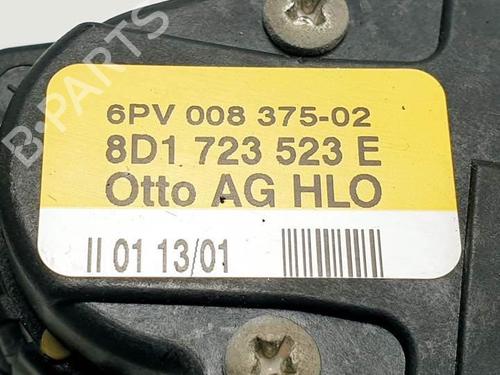 6PV 008 375-02
8D1 723 523 E
Otto AG HLO
II 01 13/01
B-PARTS